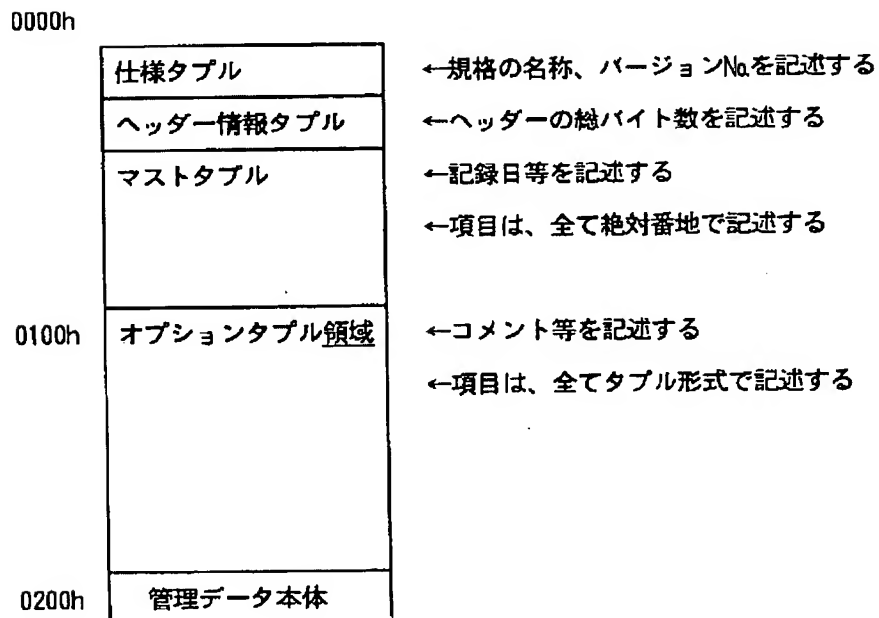 0000h
仕様タプル ←規格の名称、バージョン№を記述する
ヘッダー情報タプル ←ヘッダーの総バイト数を記述する
マストタプル ←記録日等を記述する
←項目は、全て絶対番地で記述する
0100h オプションタプル領域 ←コメント等を記述する
←項目は、全てタプル形式で記述する
0200h 管理データ本体